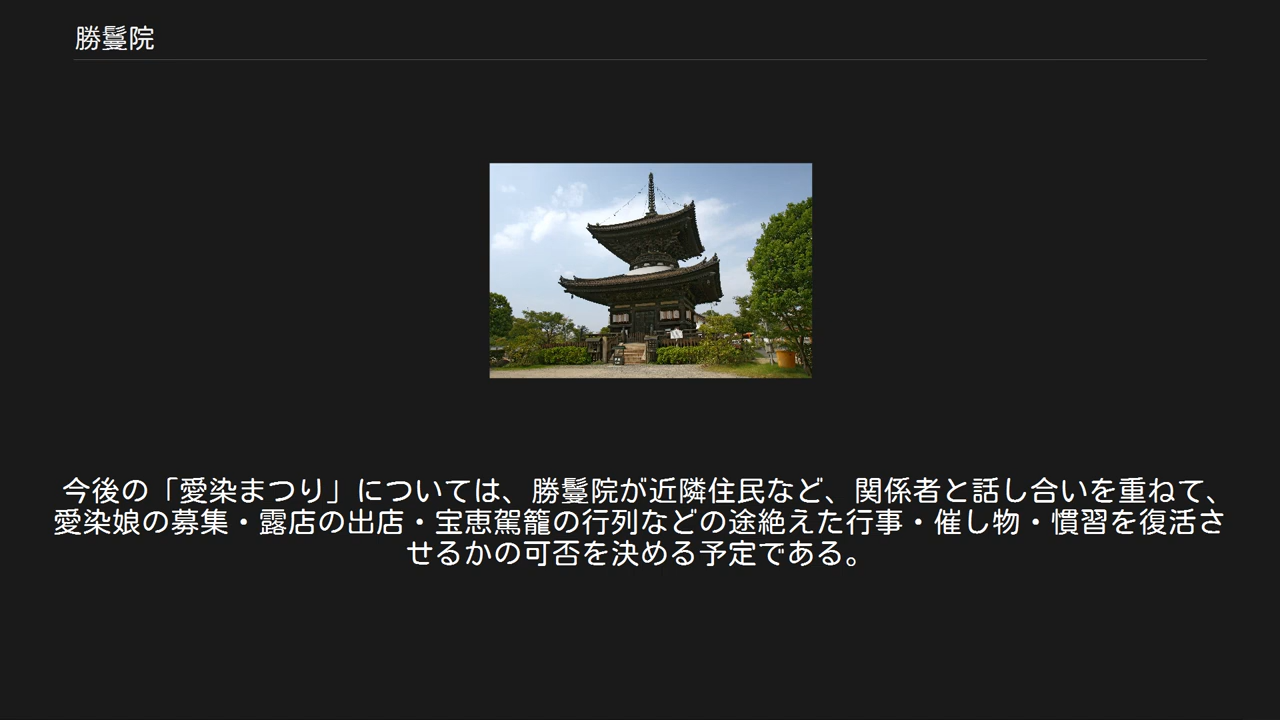 勝鬘院
今後の「愛染まつり」については、勝鬘院が近隣住民など、関係者と話し合いを重ねて、
愛染娘の募集・露店の出店・宝恵駕籠の行列などの途絶えた行事・催し物・慣習を復活さ
せるかの可否を決める予定である。